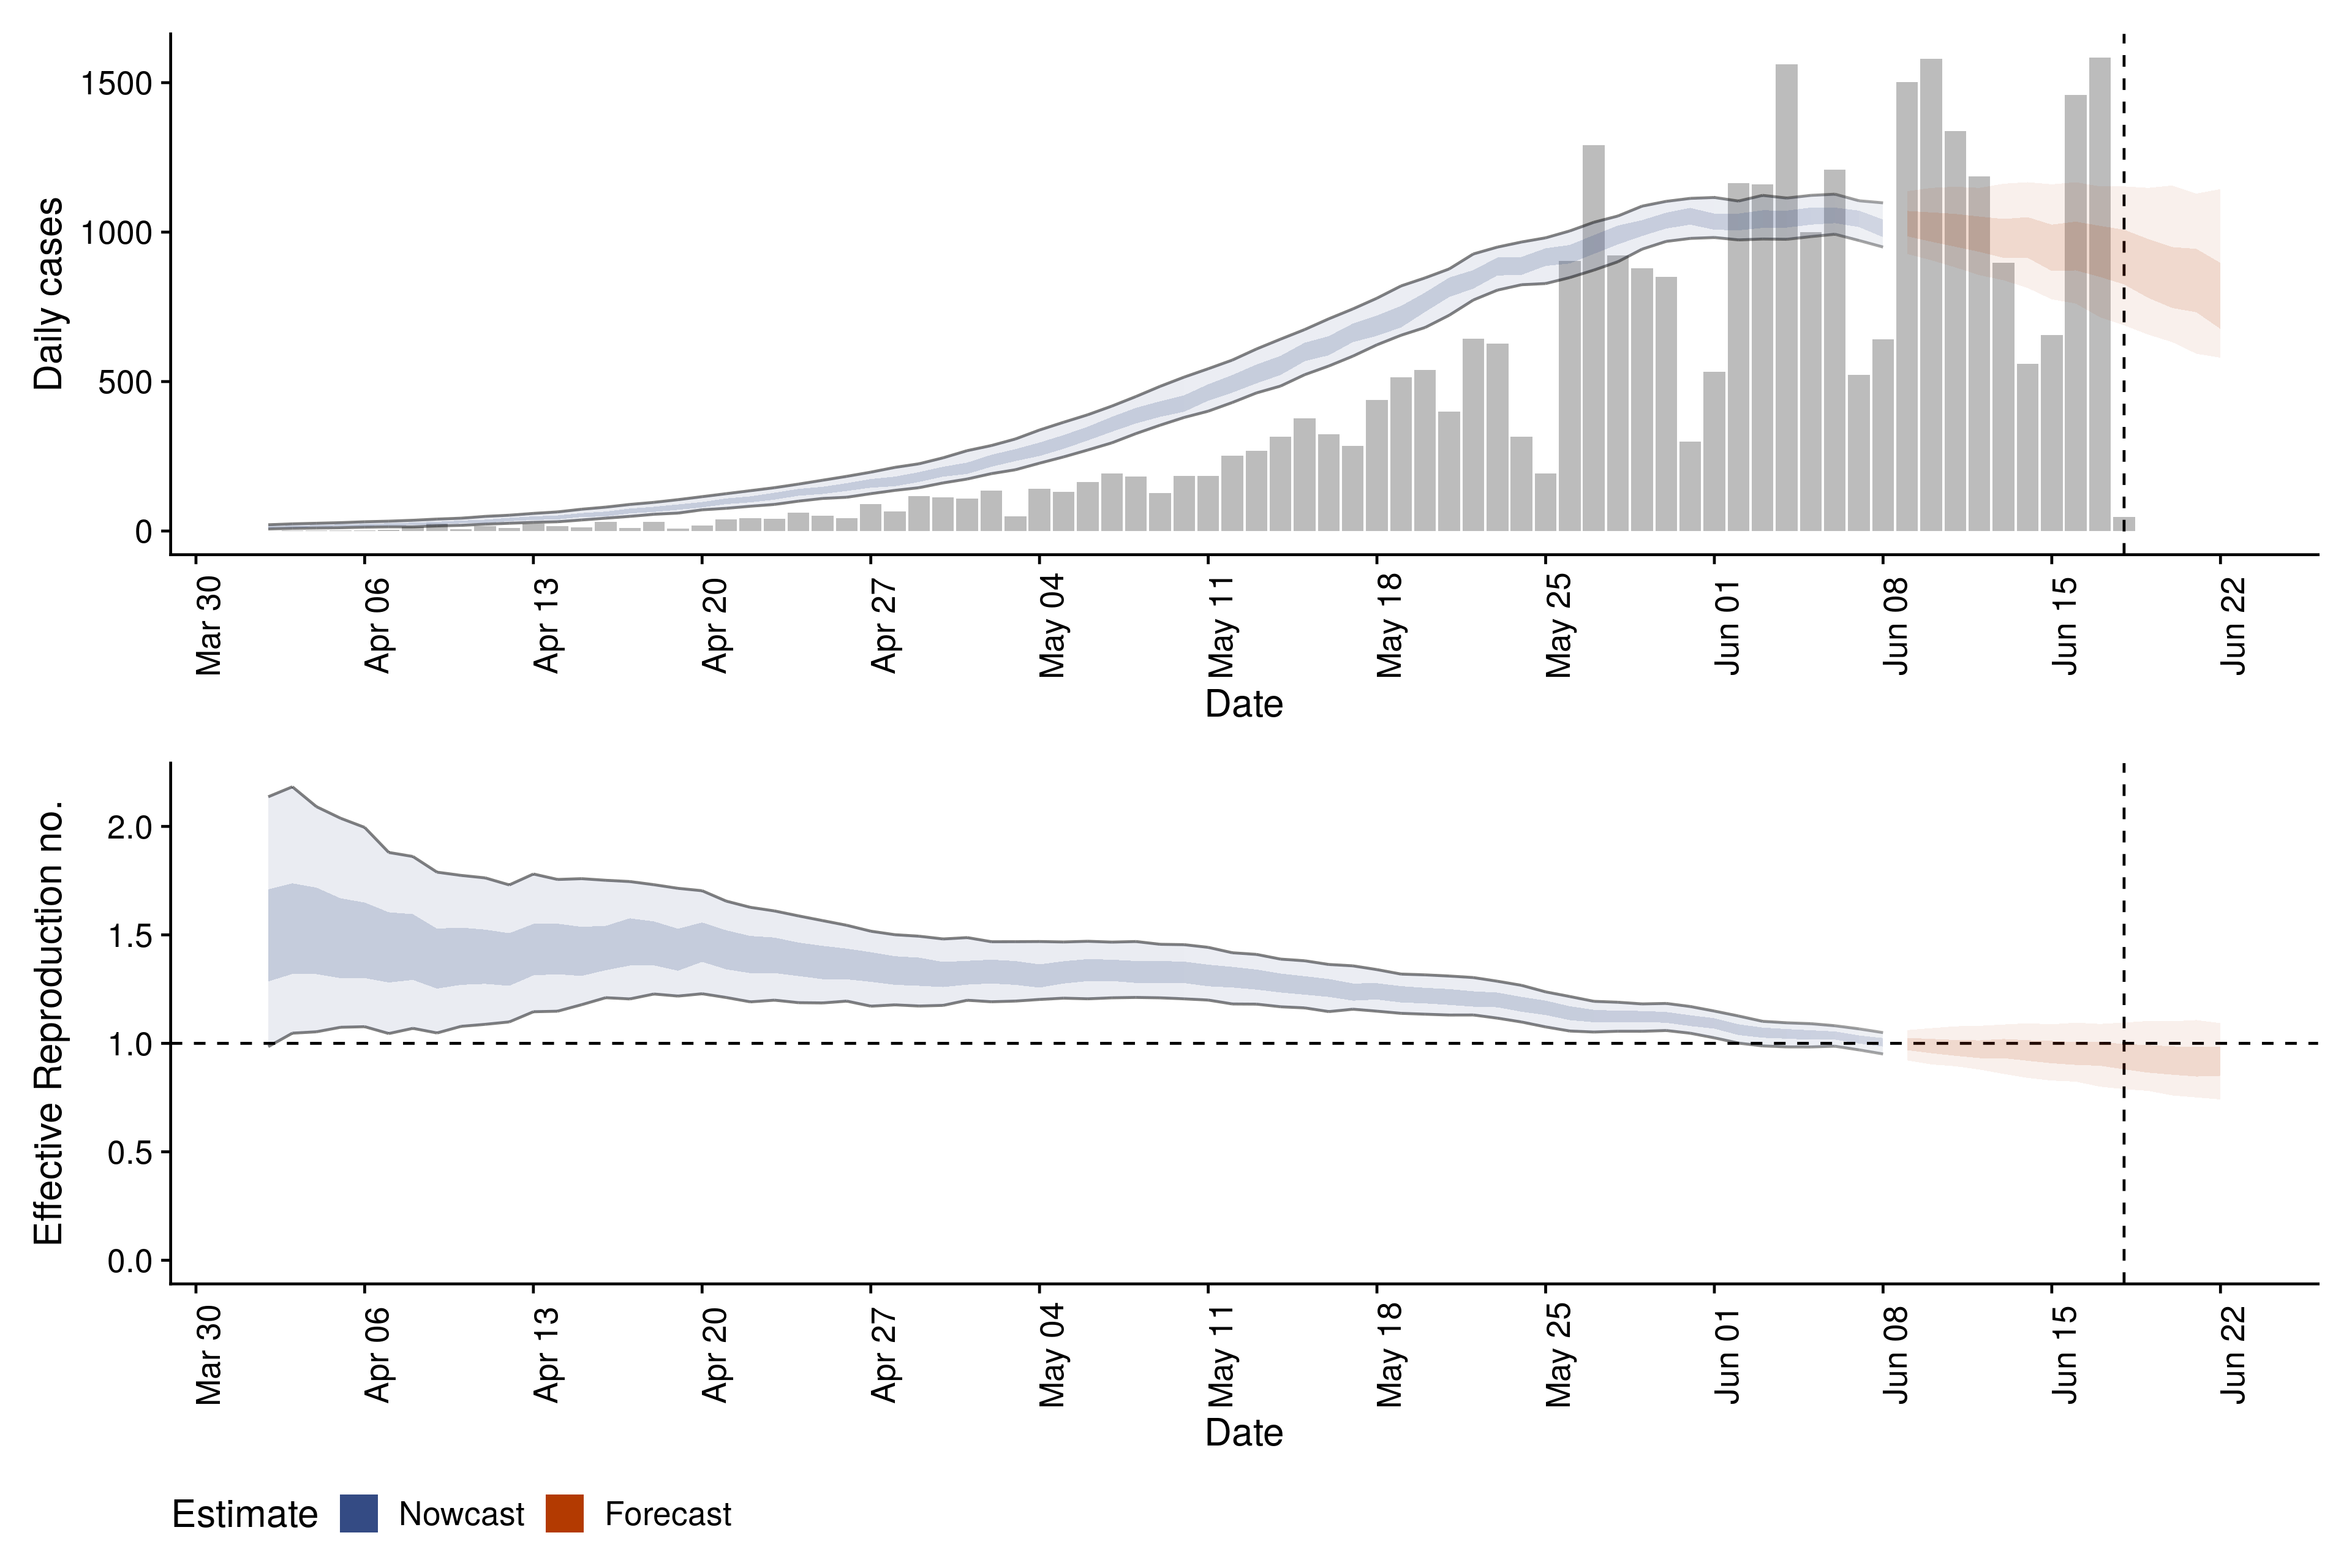 Daily cases
1500
1000
500
0
Mar 30
Apr 06
Apr 13
Apr 20
Apr 27
May 04
May 11
May 18
May 25
Jun 01
Jun 08
Jun 15
Jun 22
Date
Effective Reproduction no.
2.0
1.5
1.0
0.5
0.0
Mar 30
Apr 06
Apr 13
Apr 20
Apr 27
May 04
May 11
May 18
May 25
Jun 01
Jun 08
Jun 15
Jun 22
Date
Estimate Nowcast Forecast